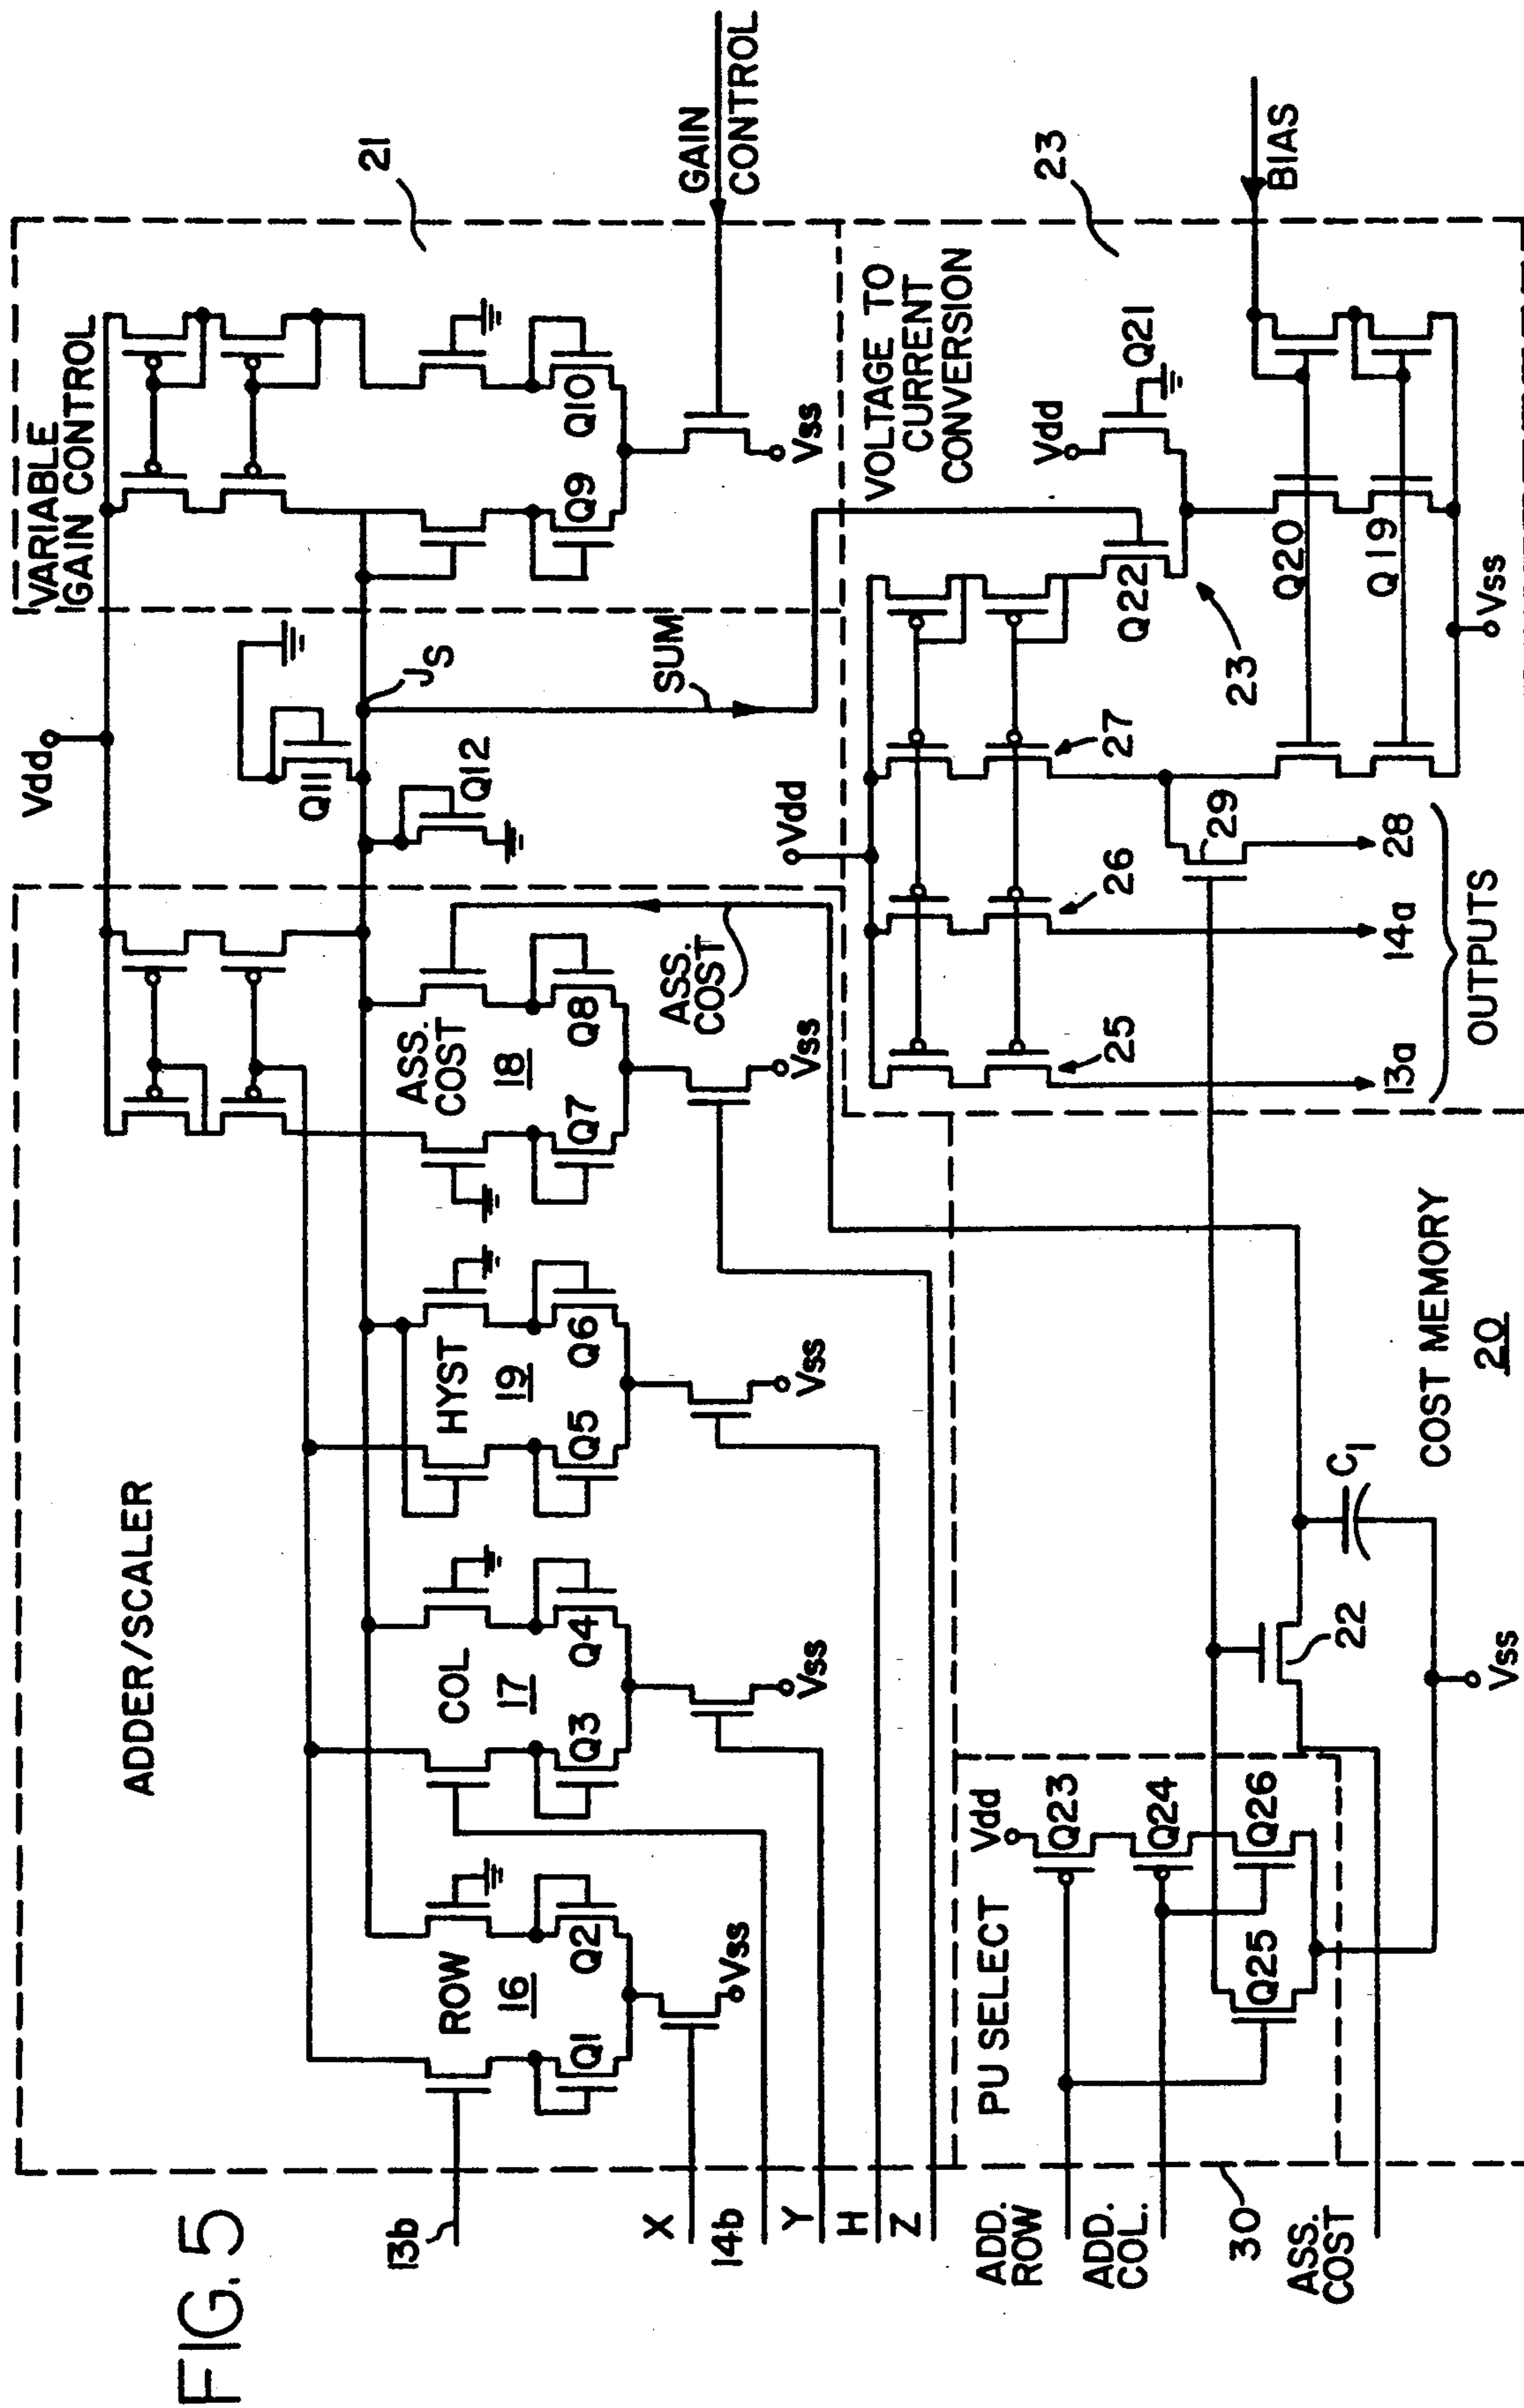 FIG. 5
ADDER/SCALER
Vdd
VARIABLE
GAIN CONTROL
21
13b
ROW
16
Q1
Q2
COL
17
Q3
Q4
HYST
19
Q5
Q6
ASS.
COST
18
Q7
Q8
Q11
Q12
JS
SUM
Q9
Q10
GAIN
CONTROL
X
Vss
14b
Y
Vss
H
Vss
Z
ASS.
COST
Vss
Vss
PU SELECT
ADD.
ROW
ADD.
COL.
30
ASS.
COST
Vdd
Q23
Q24
Q25
Q26
22
C1
Vss
COST MEMORY
20
Vdd
VOLTAGE TO
CURRENT
CONVERSION
23
25
26
27
Q22
Vdd
Q21
23
29
Q20
Q19
BIAS
Vss
13a
14a
28
OUTPUTS